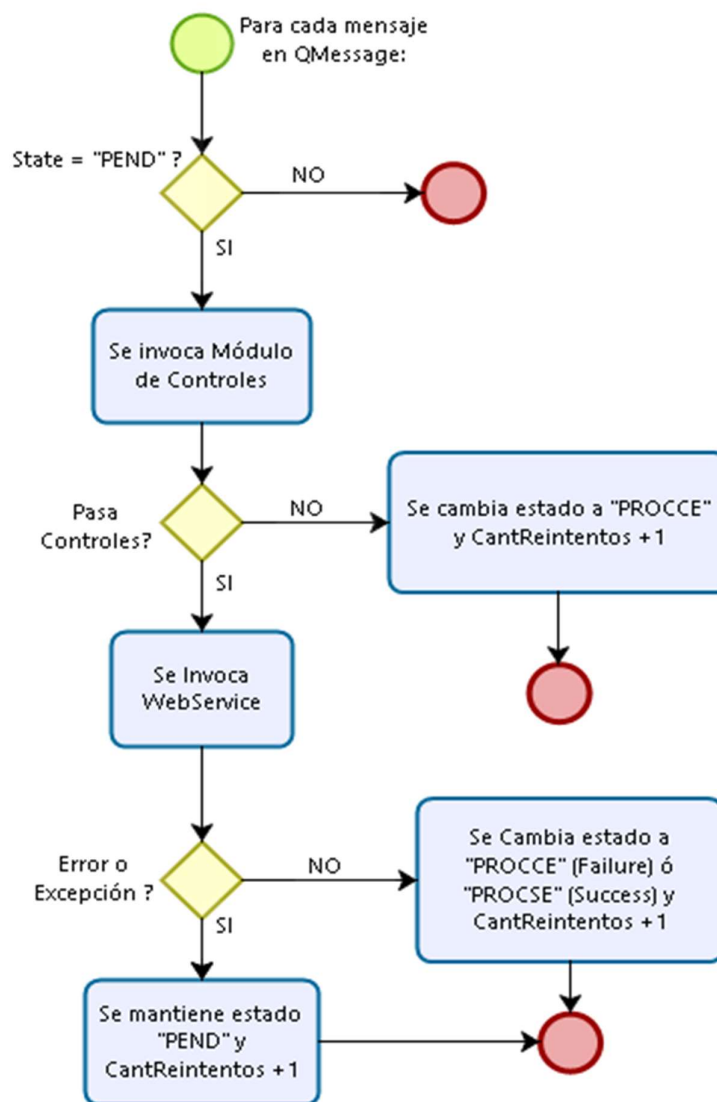 Para cada mensaje
en QMessage:
State = "PEND" ?
NO
SI
Se invoca Módulo
de Controles
Pasa
Controles?
NO
Se cambia estado a "PROCCE"
y CantReintentos + 1
SI
Se Invoca
WebService
Error o
Excepción ?
NO
Se Cambia estado a
"PROCCE" (Failure) ó
"PROCSE" (Success) y
CantReintentos + 1
SI
Se mantiene estado
"PEND" y
CantReintentos + 1